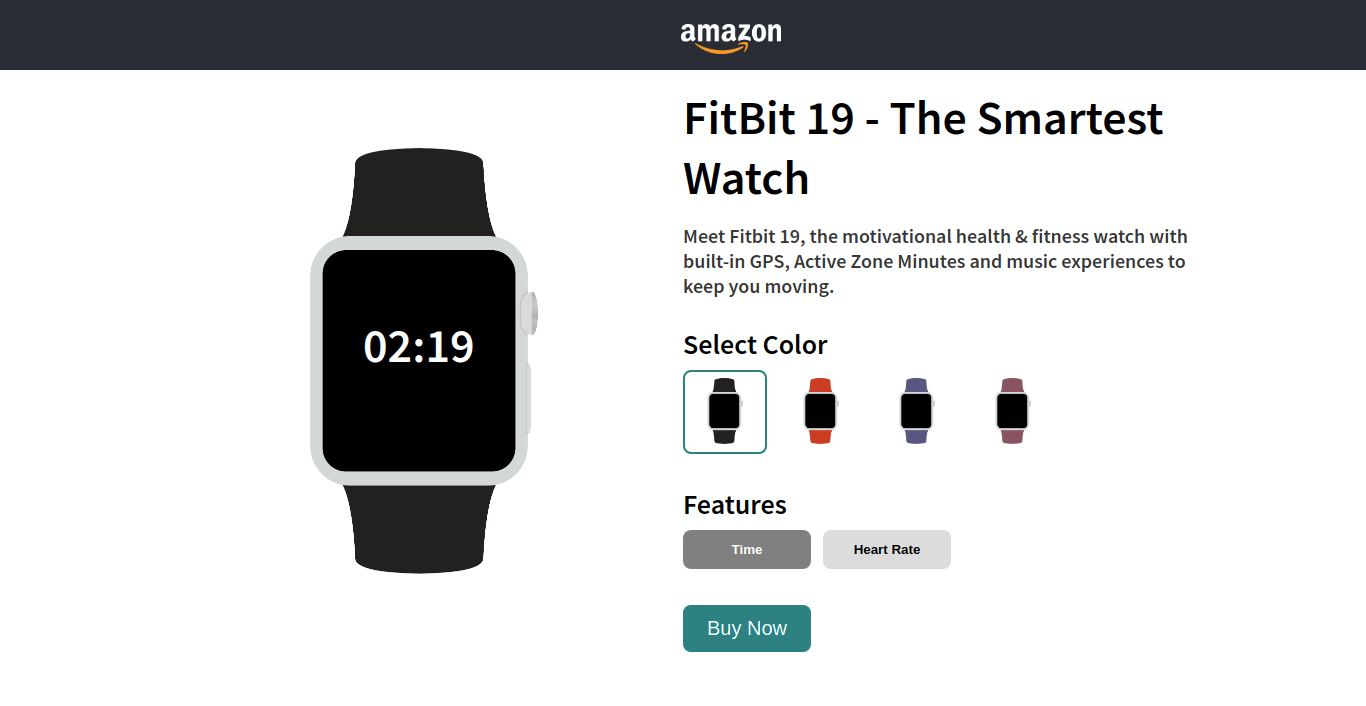 amazon
FitBit 19 - The Smartest
Watch
Meet Fitbit 19, the motivational health & fitness watch with
built-in GPS, Active Zone Minutes and music experiences to
keep you moving.
02:19
Select Color
Features
Time
Heart Rate
Buy Now